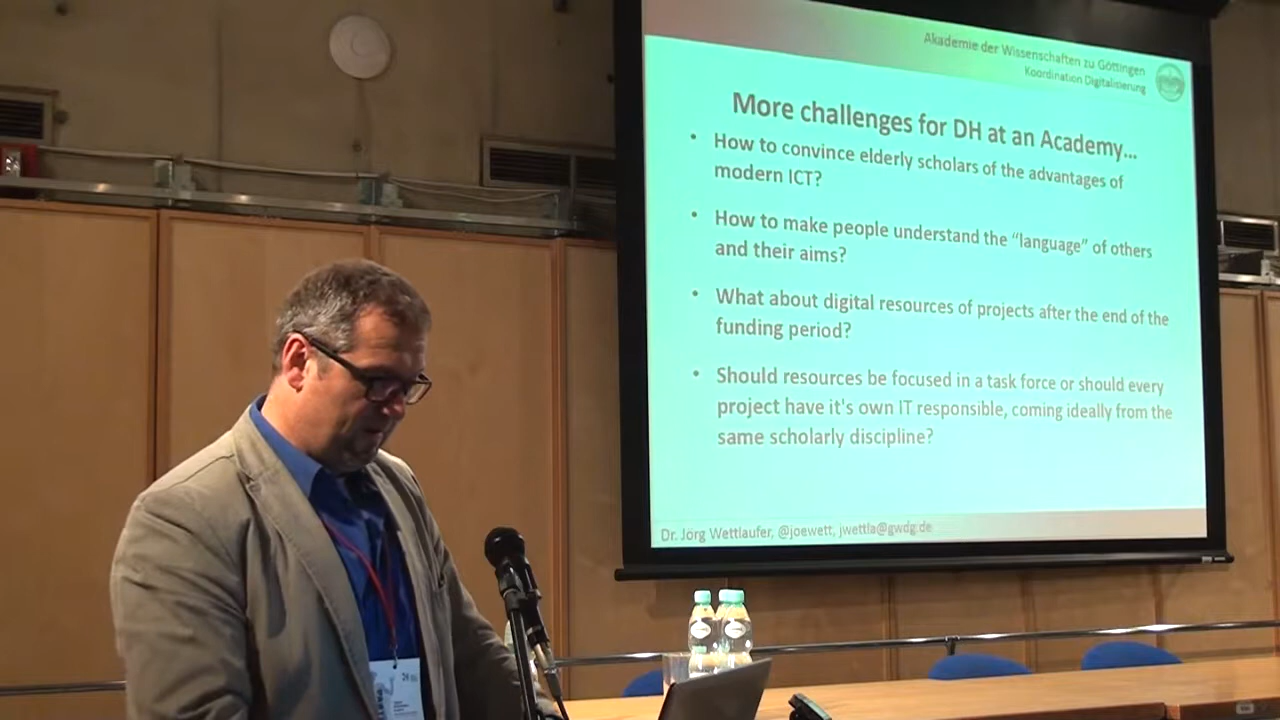 Akademie der Wissenschaften zu Göttingen
Koordination Digitalisierung
More challenges for DH at an Academy...
• How to convince elderly scholars of the advantages of
modern ICT?
• How to make people understand the “language” of others
and their aims?
• What about digital resources of projects after the end of the
funding period?
• Should resources be focused in a task force or should every
project have it's own IT responsible, coming ideally from the
same scholarly discipline?
Dr. Jörg Wettlaufer, @joewett, jwettla@gwdg.de